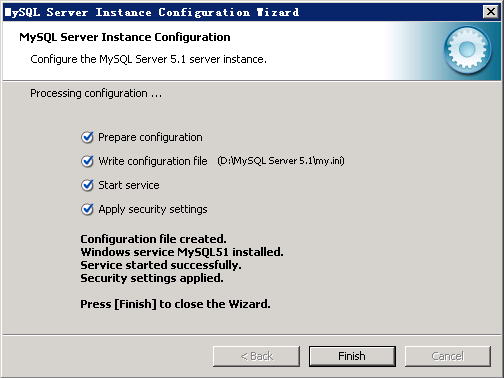 MySQL Server Instance Configuration Wizard
MySQL Server Instance Configuration
Configure the MySQL Server 5.1 server instance.
Processing configuration ...
Prepare configuration
Write configuration file (D:\MySQL Server 5.1\my.ini)
Start service
Apply security settings
Configuration file created.
Windows service MySQL51 installed.
Service started successfully.
Security settings applied.
Press [Finish] to close the Wizard.
< Back Finish Cancel